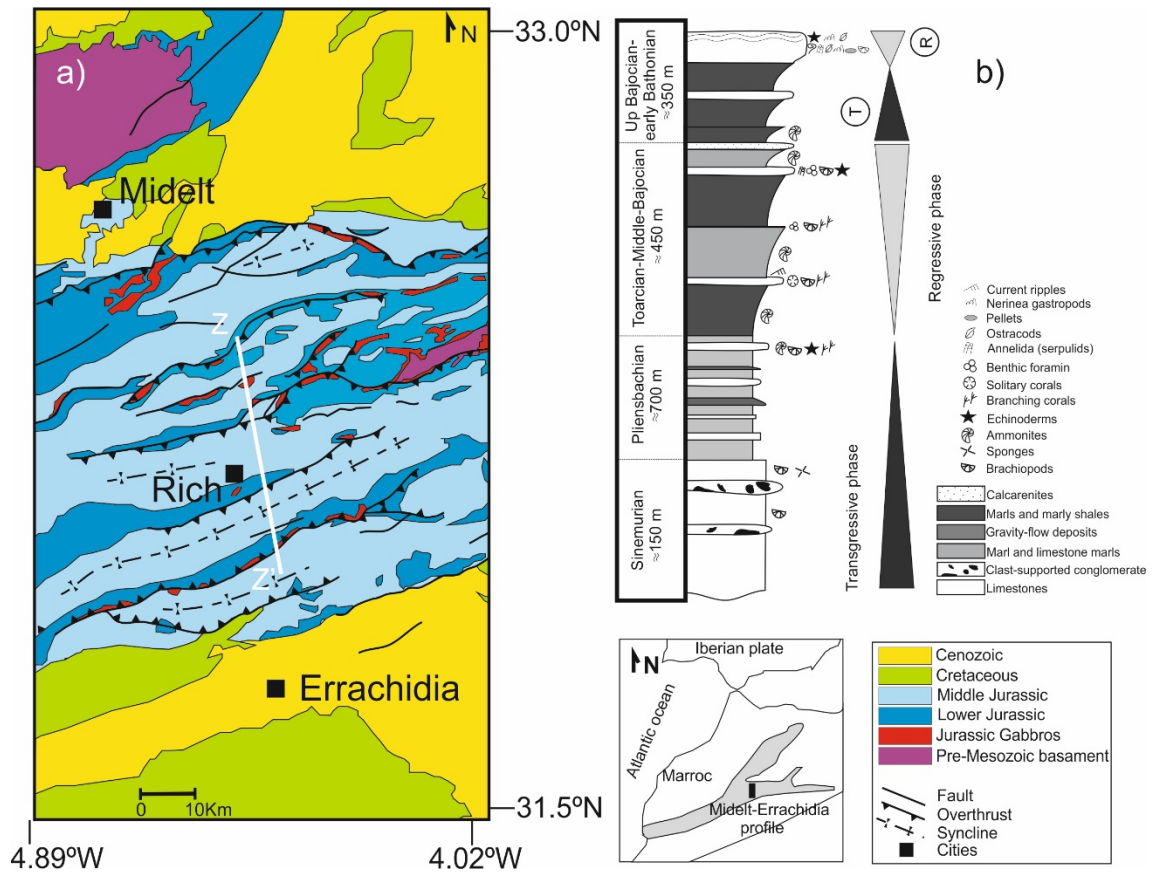 a)
N
33.0ºN
Midelt
Z
Rich
Z'
Errachidia
0 10Km
31.5ºN
4.89ºW
4.02ºW
b)
Up Bajocian-
early Bathonian
≈350 m
Toarcian-Middle-Bajocian
≈450 m
Pliensbachian
≈700 m
Sinemurian
≈150 m
R
T
Regressive phase
Transgressive phase
Current ripples
Nerinea gastropods
Pellets
Ostracods
Annelida (serpulids)
Benthic foramin
Solitary corals
Branching corals
Echinoderms
Ammonites
Sponges
Brachiopods
Calcarenites
Marls and marly shales
Gravity-flow deposits
Marl and limestone marls
Clast-supported conglomerate
Limestones
N
Iberian plate
Atlantic ocean
Marroc
Midelt-Errachidia
profile
Cenozoic
Cretaceous
Middle Jurassic
Lower Jurassic
Jurassic Gabbros
Pre-Mesozoic basament
Fault
Overthrust
Syncline
Cities